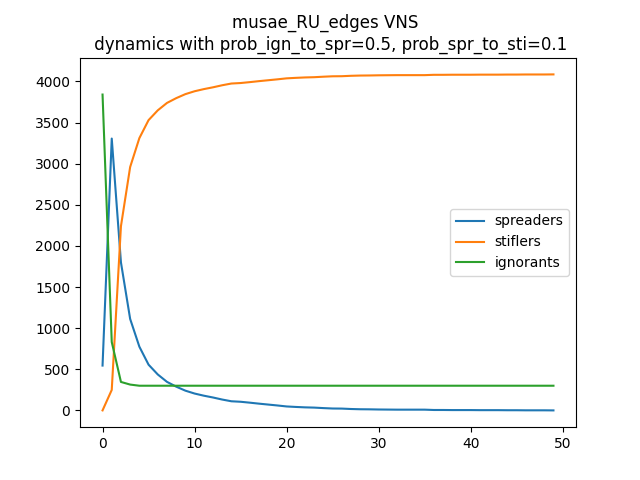 musae_RU_edges VNS
dynamics with prob_ign_to_spr=0.5, prob_spr_to_sti=0.1
4000
3500
3000
2500
2000
1500
1000
500
0
spreaders
stiflers
ignorants
0 10 20 30 40 50